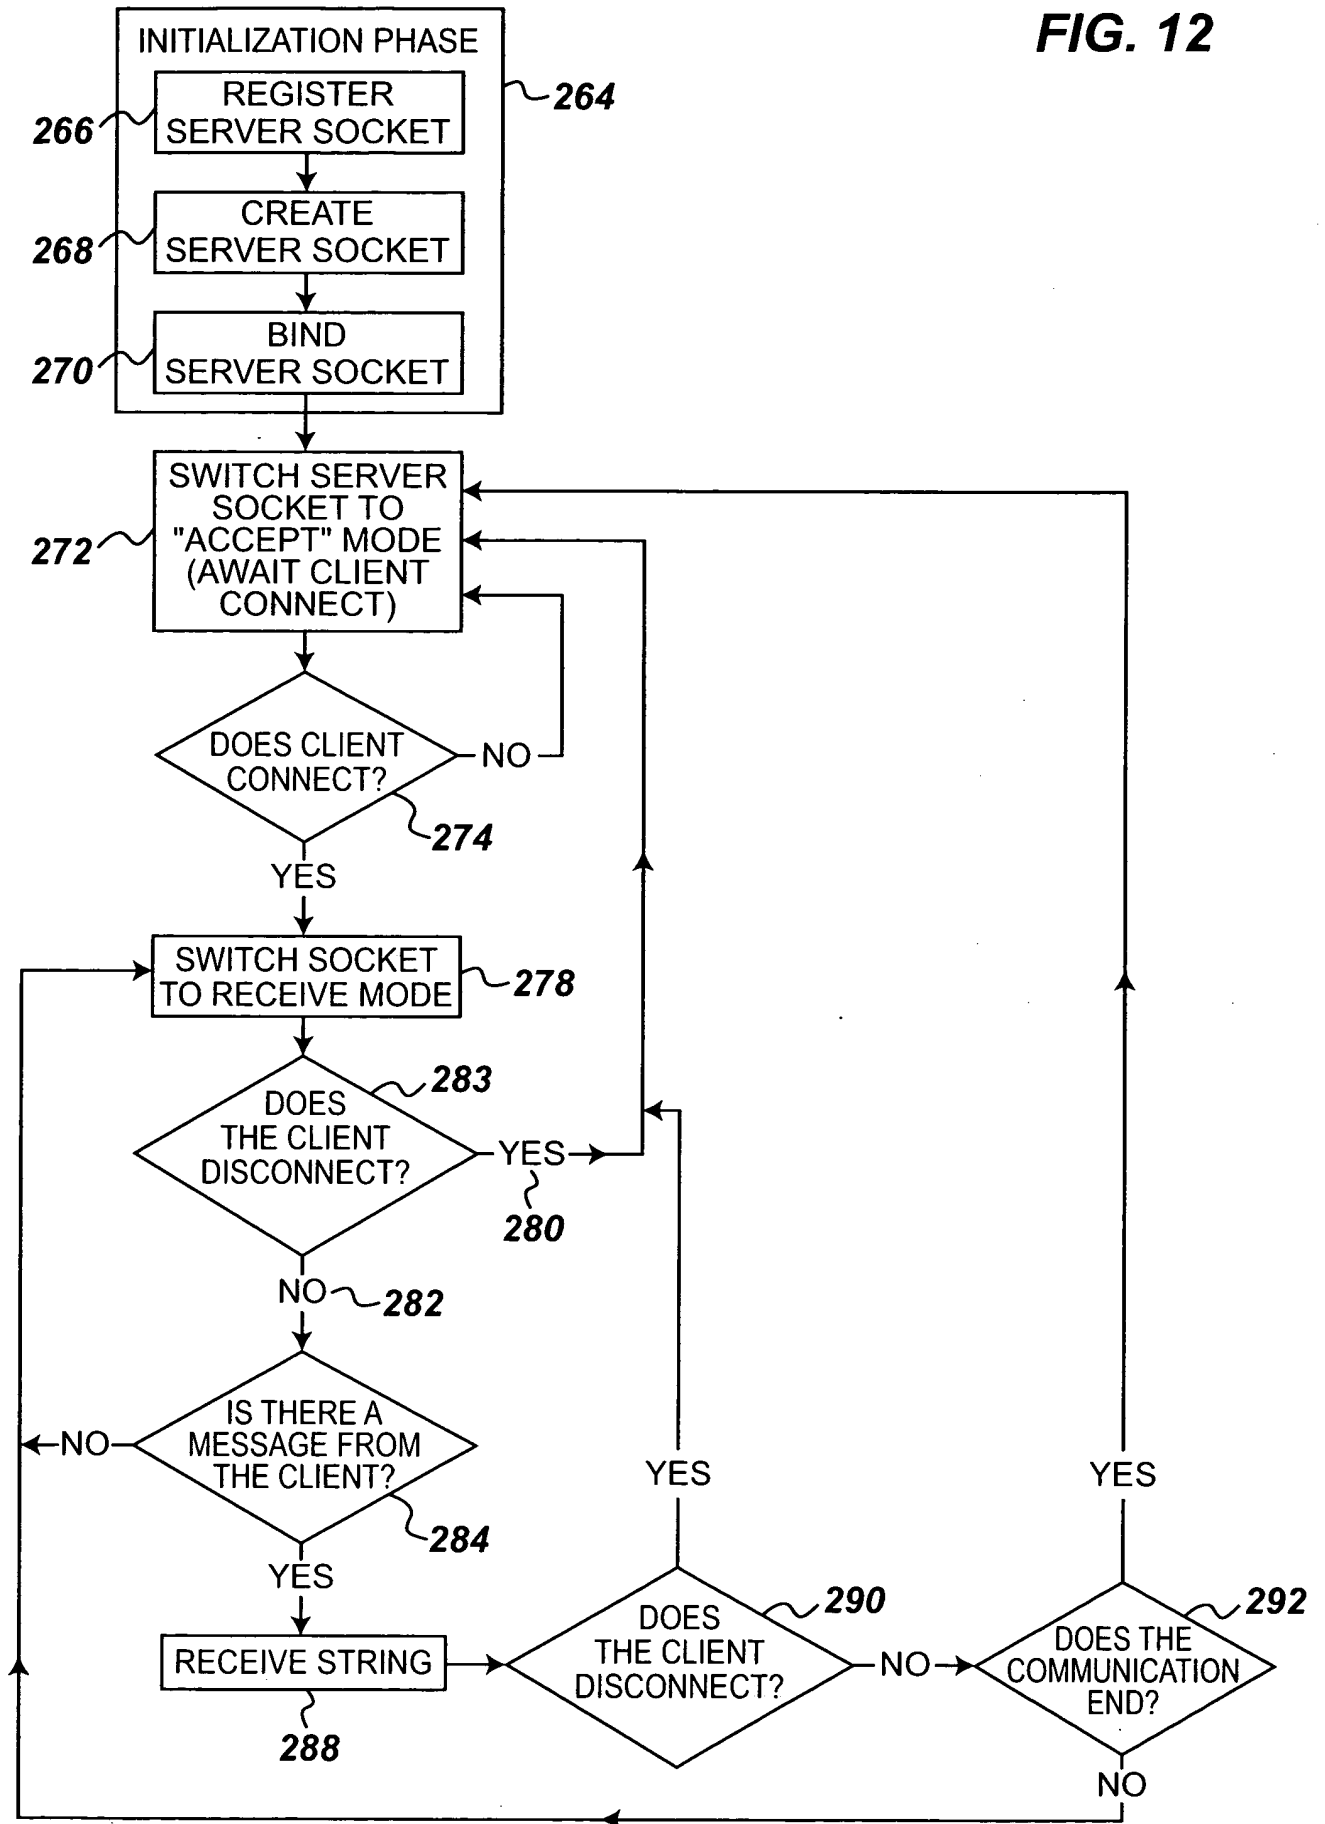 FIG. 12
INITIALIZATION PHASE
264
REGISTER
SERVER SOCKET
266
CREATE
SERVER SOCKET
268
BIND
SERVER SOCKET
270
SWITCH SERVER
SOCKET TO
"ACCEPT" MODE
(AWAIT CLIENT
CONNECT)
272
DOES CLIENT
CONNECT?
NO
274
YES
SWITCH SOCKET
TO RECEIVE MODE
278
283
DOES
THE CLIENT
DISCONNECT?
YES
280
NO
282
IS THERE A
MESSAGE FROM
THE CLIENT?
NO
284
YES
RECEIVE STRING
288
YES
290
DOES
THE CLIENT
DISCONNECT?
NO
YES
292
DOES THE
COMMUNICATION
END?
NO